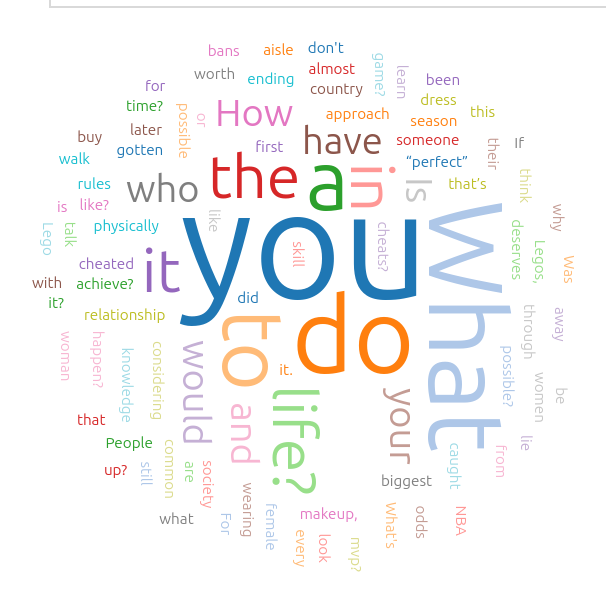 bans
aisle
don't
worth
ending
almost
country
game?
learn
been
for
dress
time?
possible
or
How
approach
season
this
buy
later
first
have
someone
their
If
walk
gotten
“perfect”
rules
who
the
a
in
is
that’s
think
is
like?
like
why
Lego
talk
physically
you
What
cheats?
skill
deserves
Legos,
Was
cheated
it
with
achieve?
did
it?
relationship
to
do
through
away
woman
happen?
knowledge
considering
would
it.
possible?
women
be
life?
your
and
that
People
common
lie
up?
still
are
society
biggest
caught
from
wearing
what
For
female
makeup,
What's
odds
NBA
every
look
mvp?